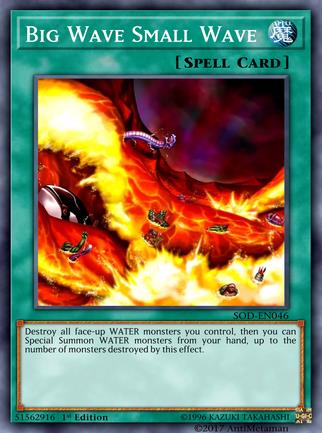 Big Wave Small Wave
[Spell Card]
SOD-EN046
Destroy all face-up WATER monsters you control, then you can
Special Summon WATER monsters from your hand, up to
the number of monsters destroyed by this effect.
51562916 1st Edition ©1996 KAZUKI TAKAHASHI
©2017 AntiMetaman